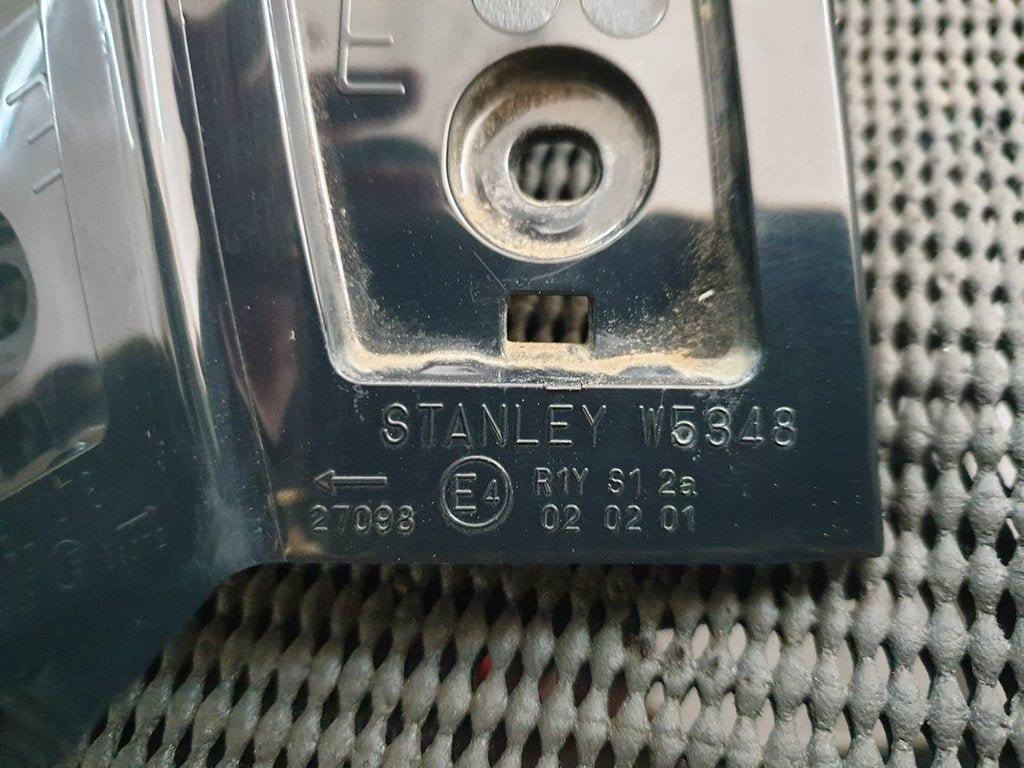 STANLEY W5348
← E4 R1Y S1 2a
27098 02 02 01